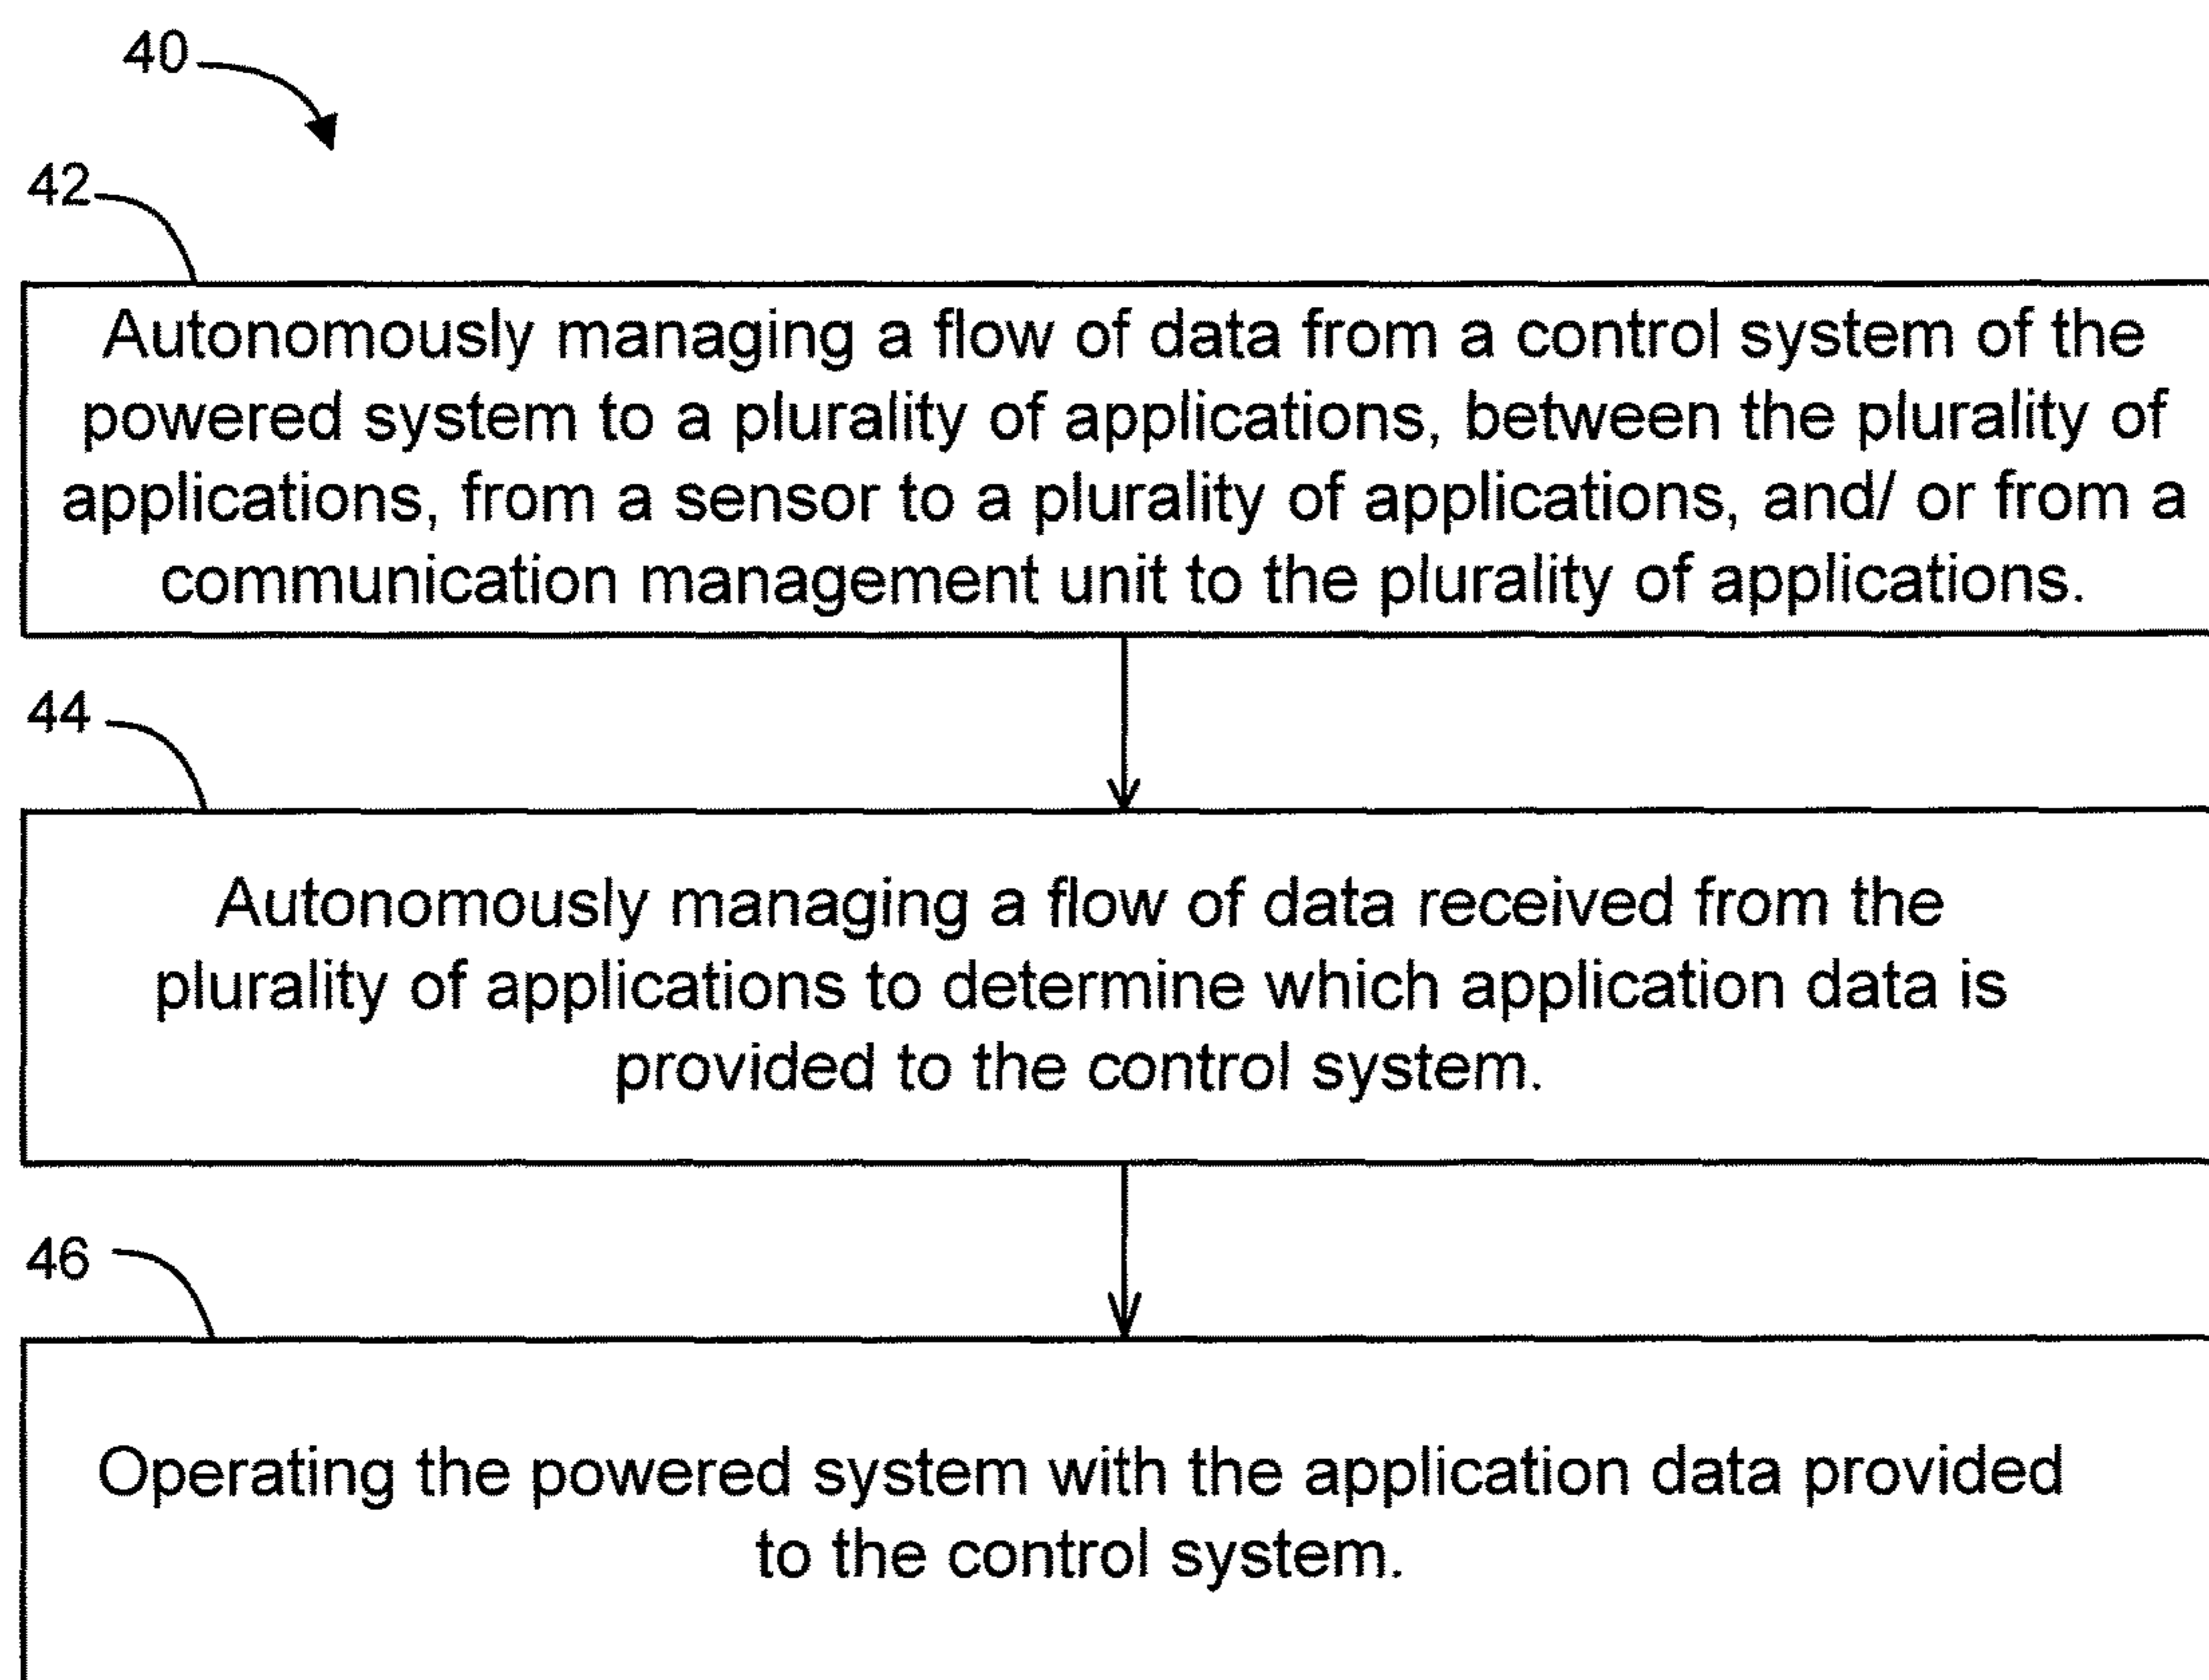 40
42
Autonomously managing a flow of data from a control system of the
powered system to a plurality of applications, between the plurality of
applications, from a sensor to a plurality of applications, and/ or from a
communication management unit to the plurality of applications.
44
Autonomously managing a flow of data received from the
plurality of applications to determine which application data is
provided to the control system.
46
Operating the powered system with the application data provided
to the control system.